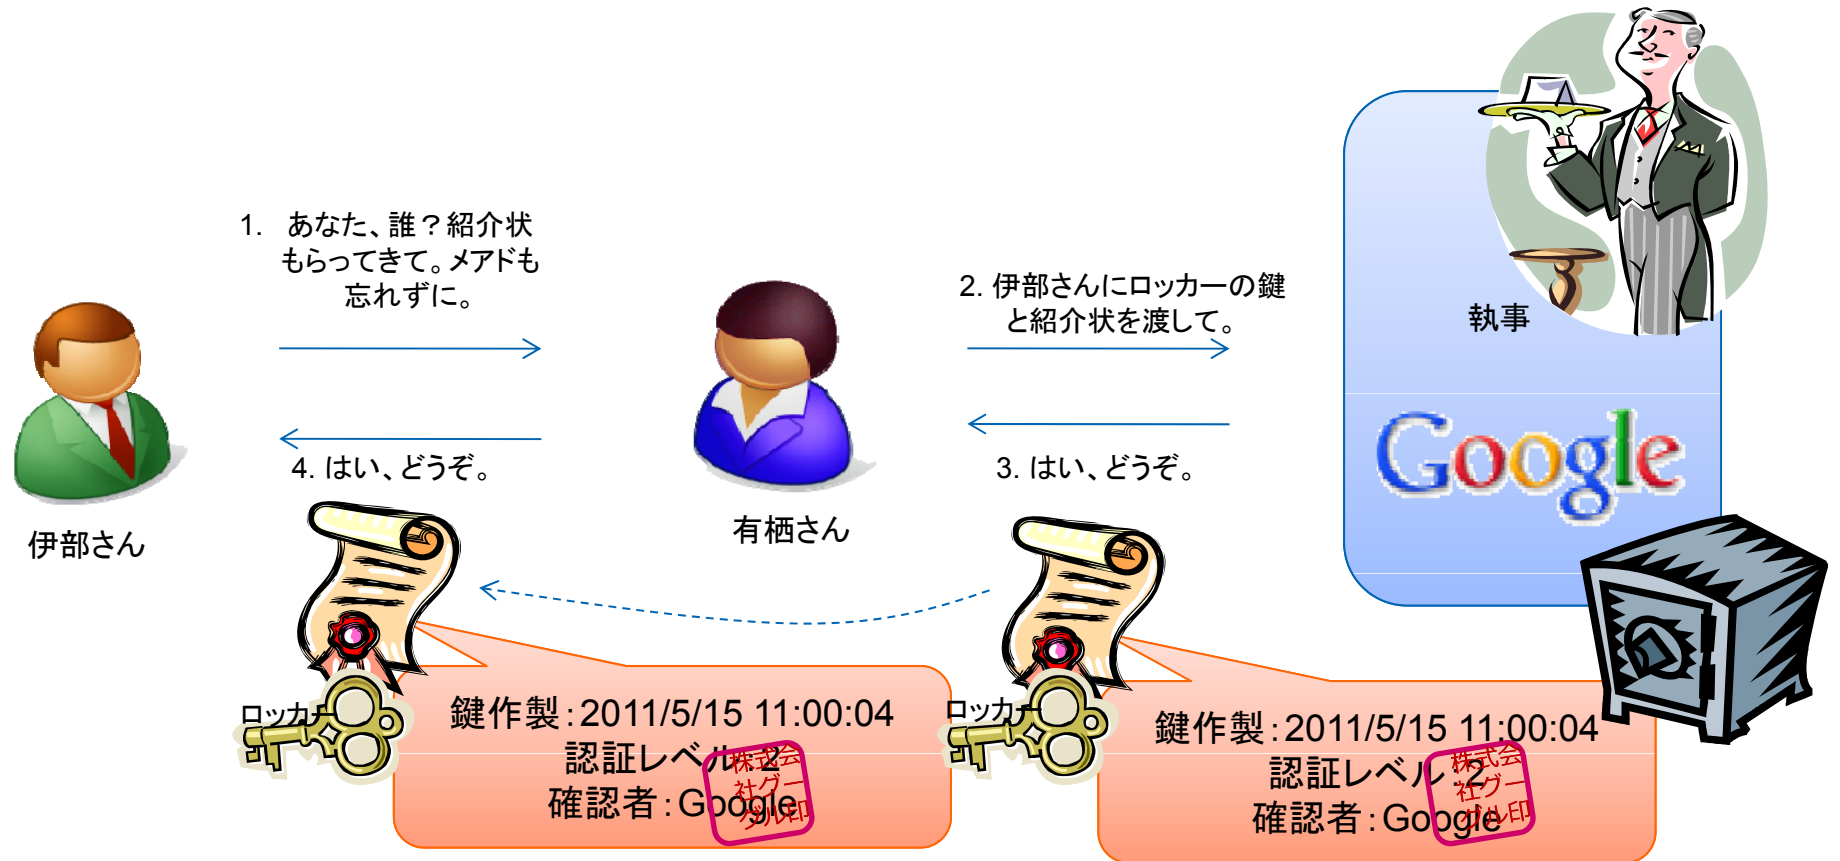 1. あなた、誰？紹介状
もらってきて。メアドも
忘れずに。
2. 伊部さんにロッカーの鍵
と紹介状を渡して。
執事
Google
4. はい、どうぞ。
3. はい、どうぞ。
伊部さん
有栖さん
ロッカー
鍵作製：2011/5/15 11:00:04
認証レベル：2
確認者：Google
株式会
社グー
グル印
ロッカー
鍵作製：2011/5/15 11:00:04
認証レベル：2
確認者：Google
株式会
社グー
グル印